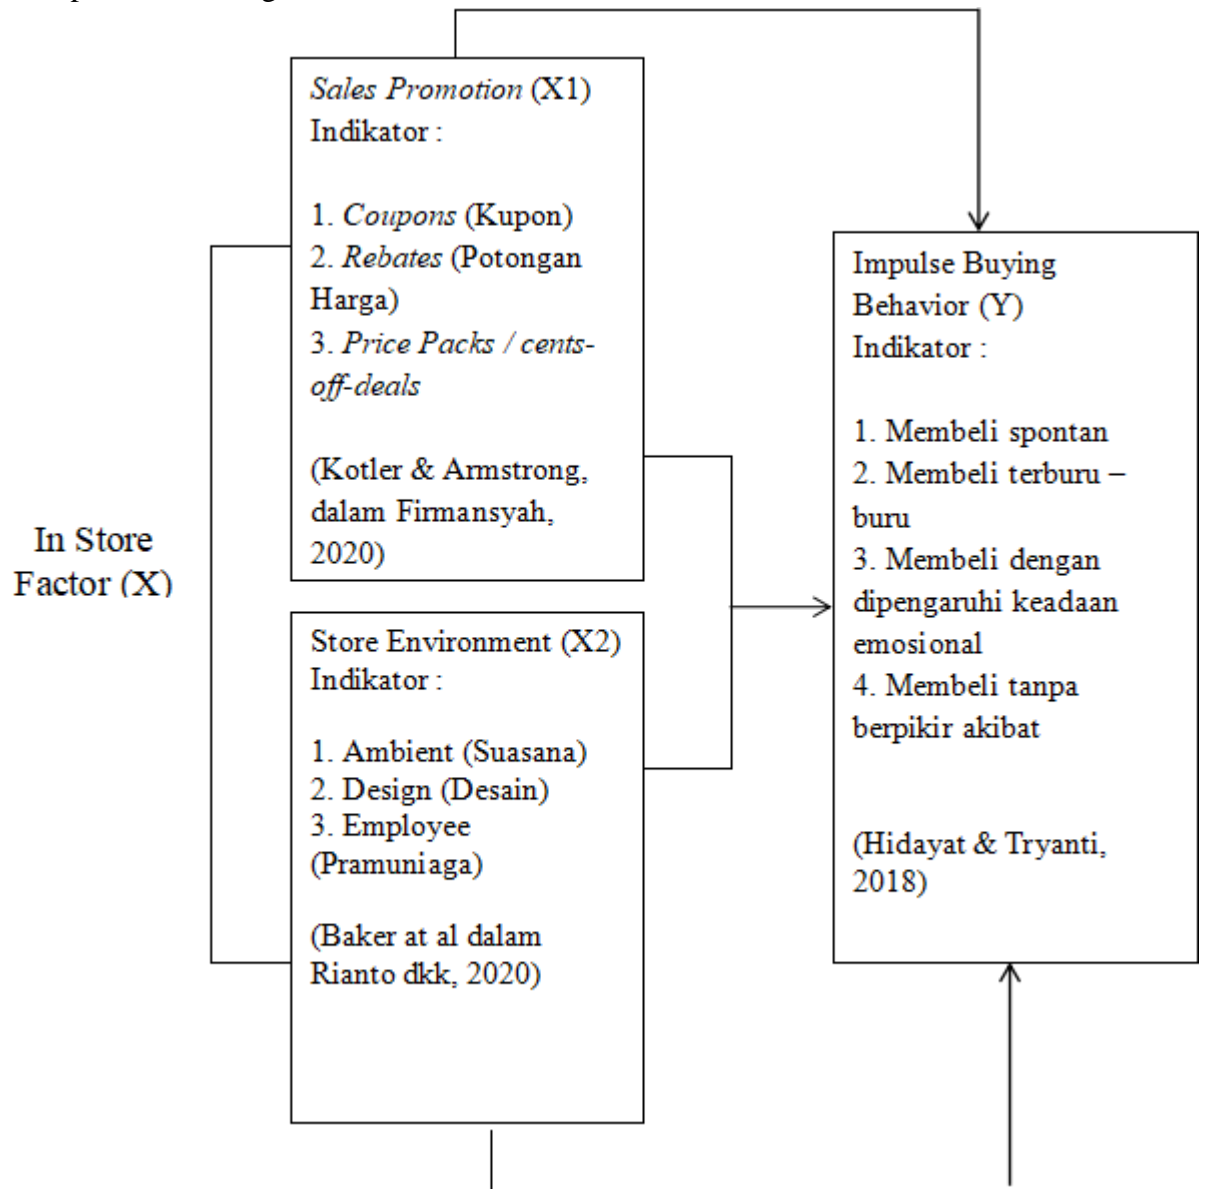 Sales Promotion (X1)
Indikator :
1. Coupons (Kupon)
2. Rebates (Potongan
Harga)
3. Price Packs / cents-
off-deals
(Kotler & Armstrong,
dalam Firmansyah,
2020)
In Store
Factor (X)
Store Environment (X2)
Indikator :
1. Ambient (Suasana)
2. Design (Desain)
3. Employee
(Pramuniaga)
(Baker at al dalam
Rianto dkk, 2020)
Impulse Buying
Behavior (Y)
Indikator :
1. Membeli spontan
2. Membeli terburu –
buru
3. Membeli dengan
dipengaruhi keadaan
emosional
4. Membeli tanpa
berpikir akibat
(Hidayat & Tryanti,
2018)